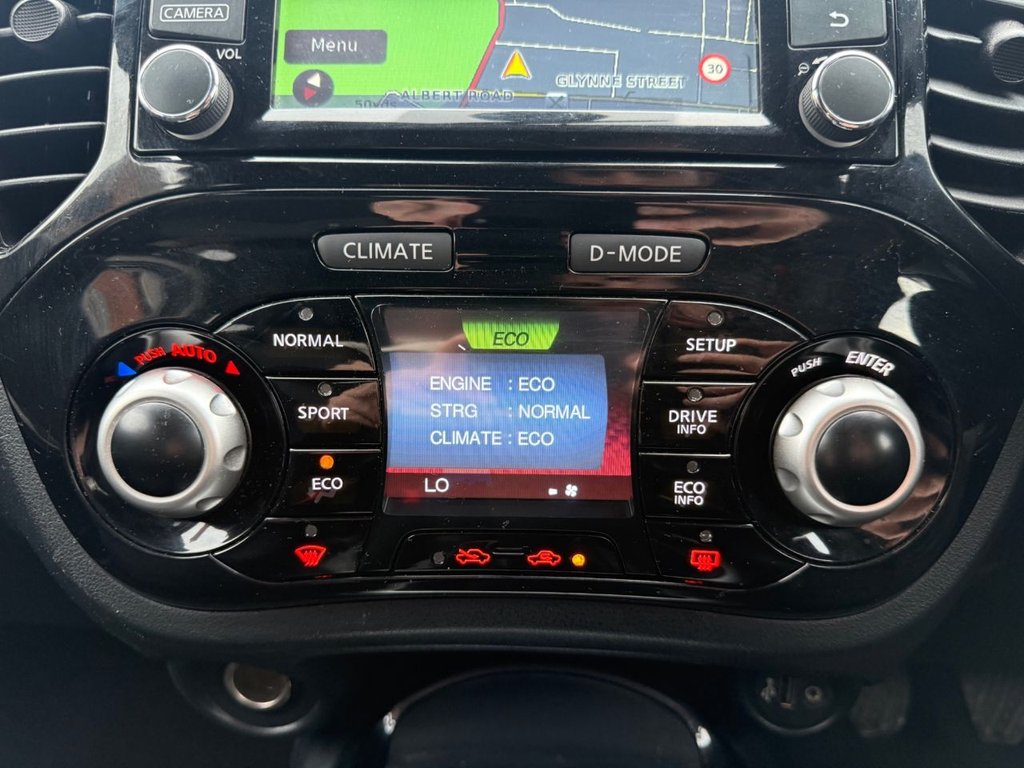 CAMERA
VOL
Menu
30
GLYNNE STREET
ALBERT ROAD
50yds
CLIMATE
D-MODE
PUSH AUTO
NORMAL
SPORT
ECO
ECO
ENGINE : ECO
STRG : NORMAL
CLIMATE : ECO
LO
SETUP
DRIVE
INFO
ECO
INFO
PUSH ENTER